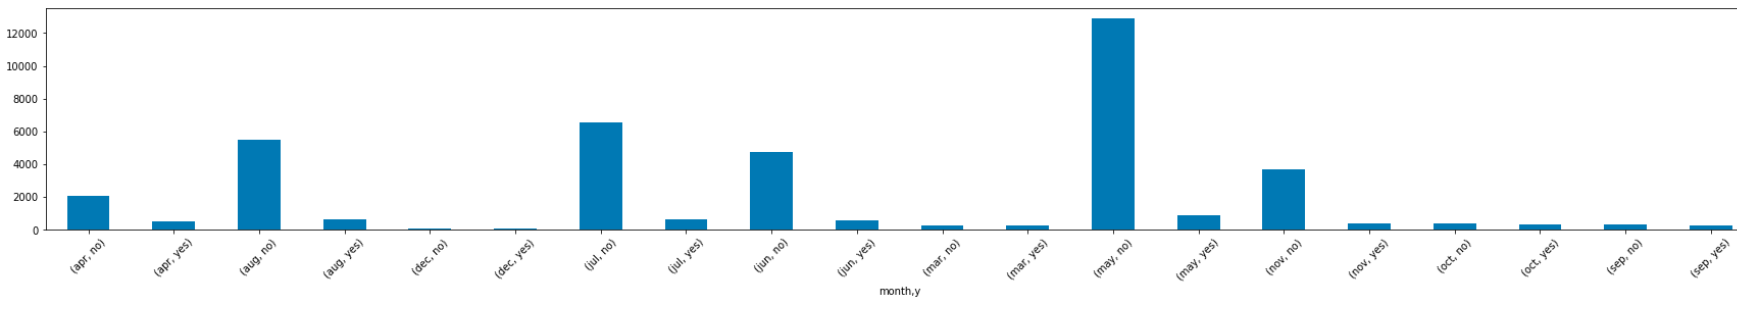 12000
10000
8000
6000
4000
2000
0
(apr, no)
(apr, yes)
(aug, no)
(aug, yes)
(dec, no)
(dec, yes)
(jul, no)
(jul, yes)
(jun, no)
(jun, yes)
(mar, no)
(mar, yes)
(may, no)
(may, yes)
(nov, no)
(nov, yes)
(oct, no)
(oct, yes)
(sep, no)
(sep, yes)
month,y